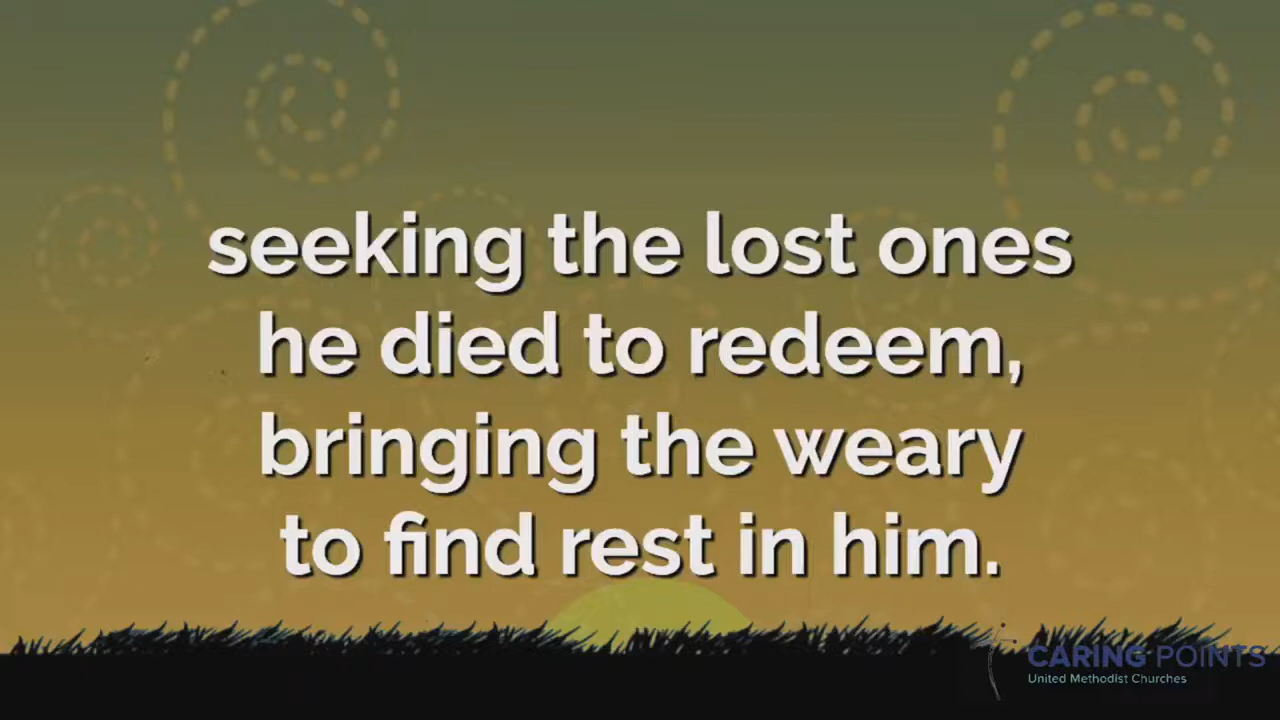 seeking the lost ones
he died to redeem,
bringing the weary
to find rest in him.
CARING POINTS
United Methodist Churches